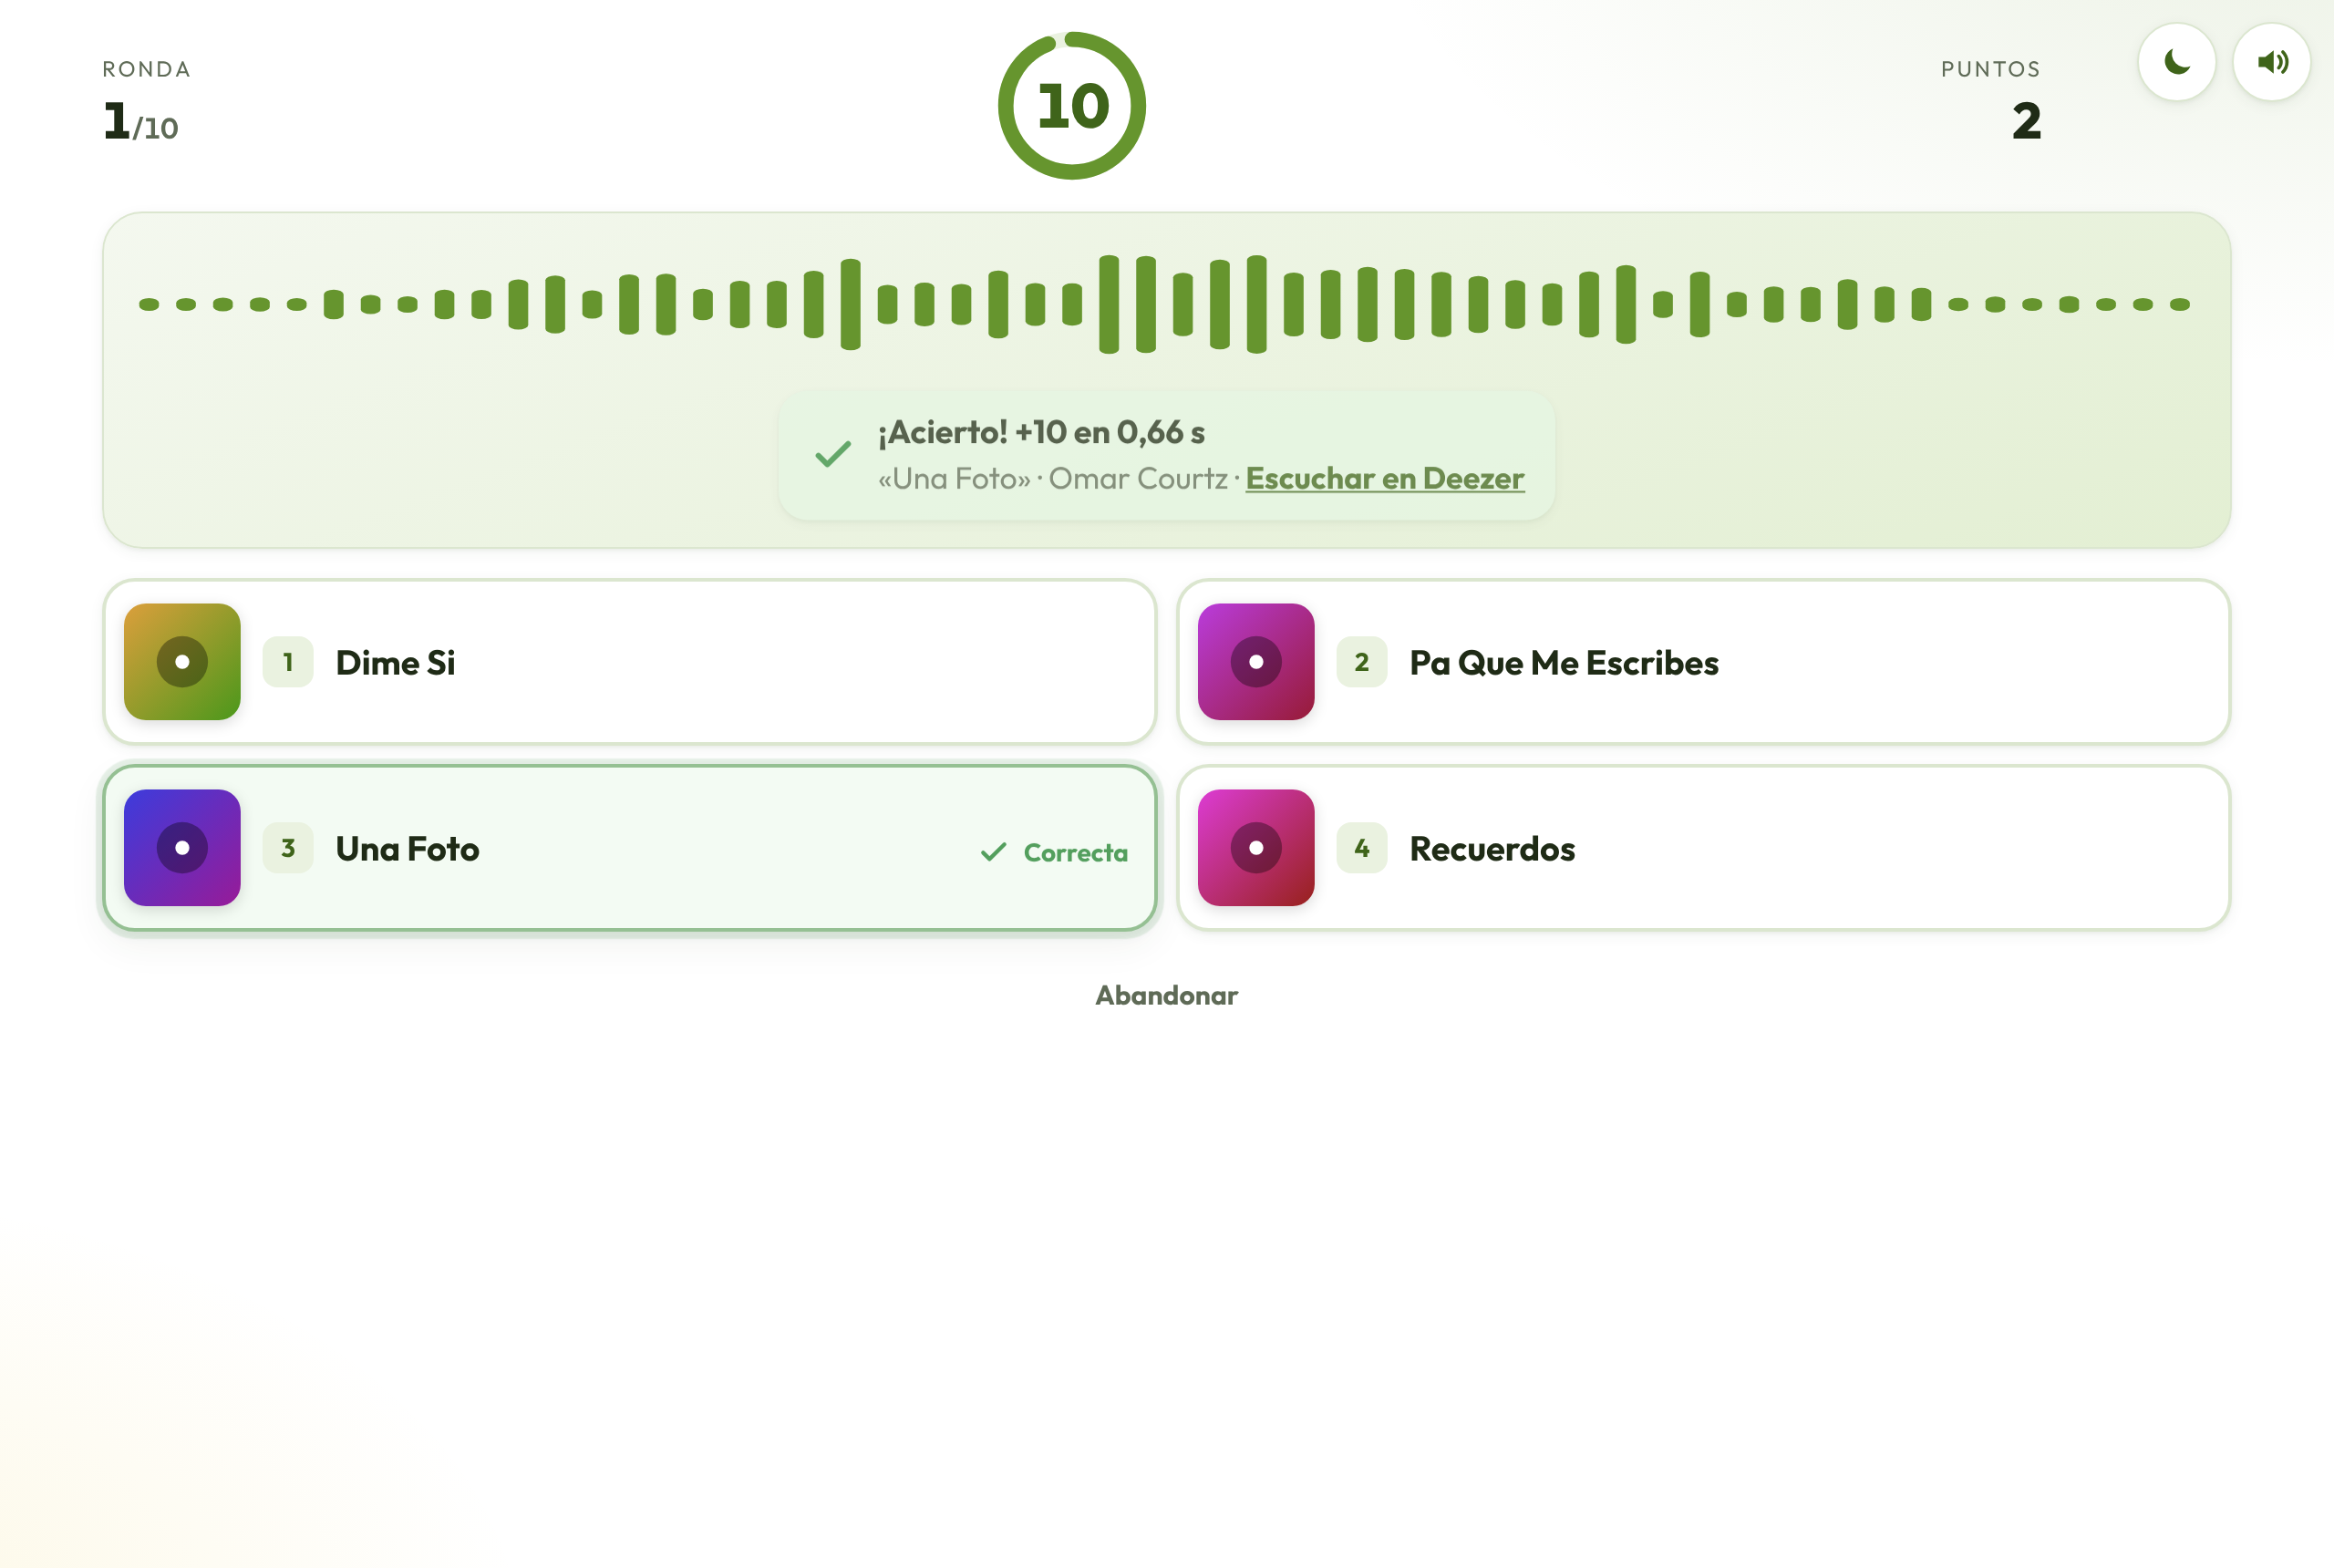 RONDA
1/10
10
PUNTOS
2
¡Acierto! +10 en 0,66 s
«Una Foto» · Omar Courtz · Escuchar en Deezer
1 Dime Si
2 Pa Que Me Escribes
3 Una Foto Correcta
4 Recuerdos
Abandonar